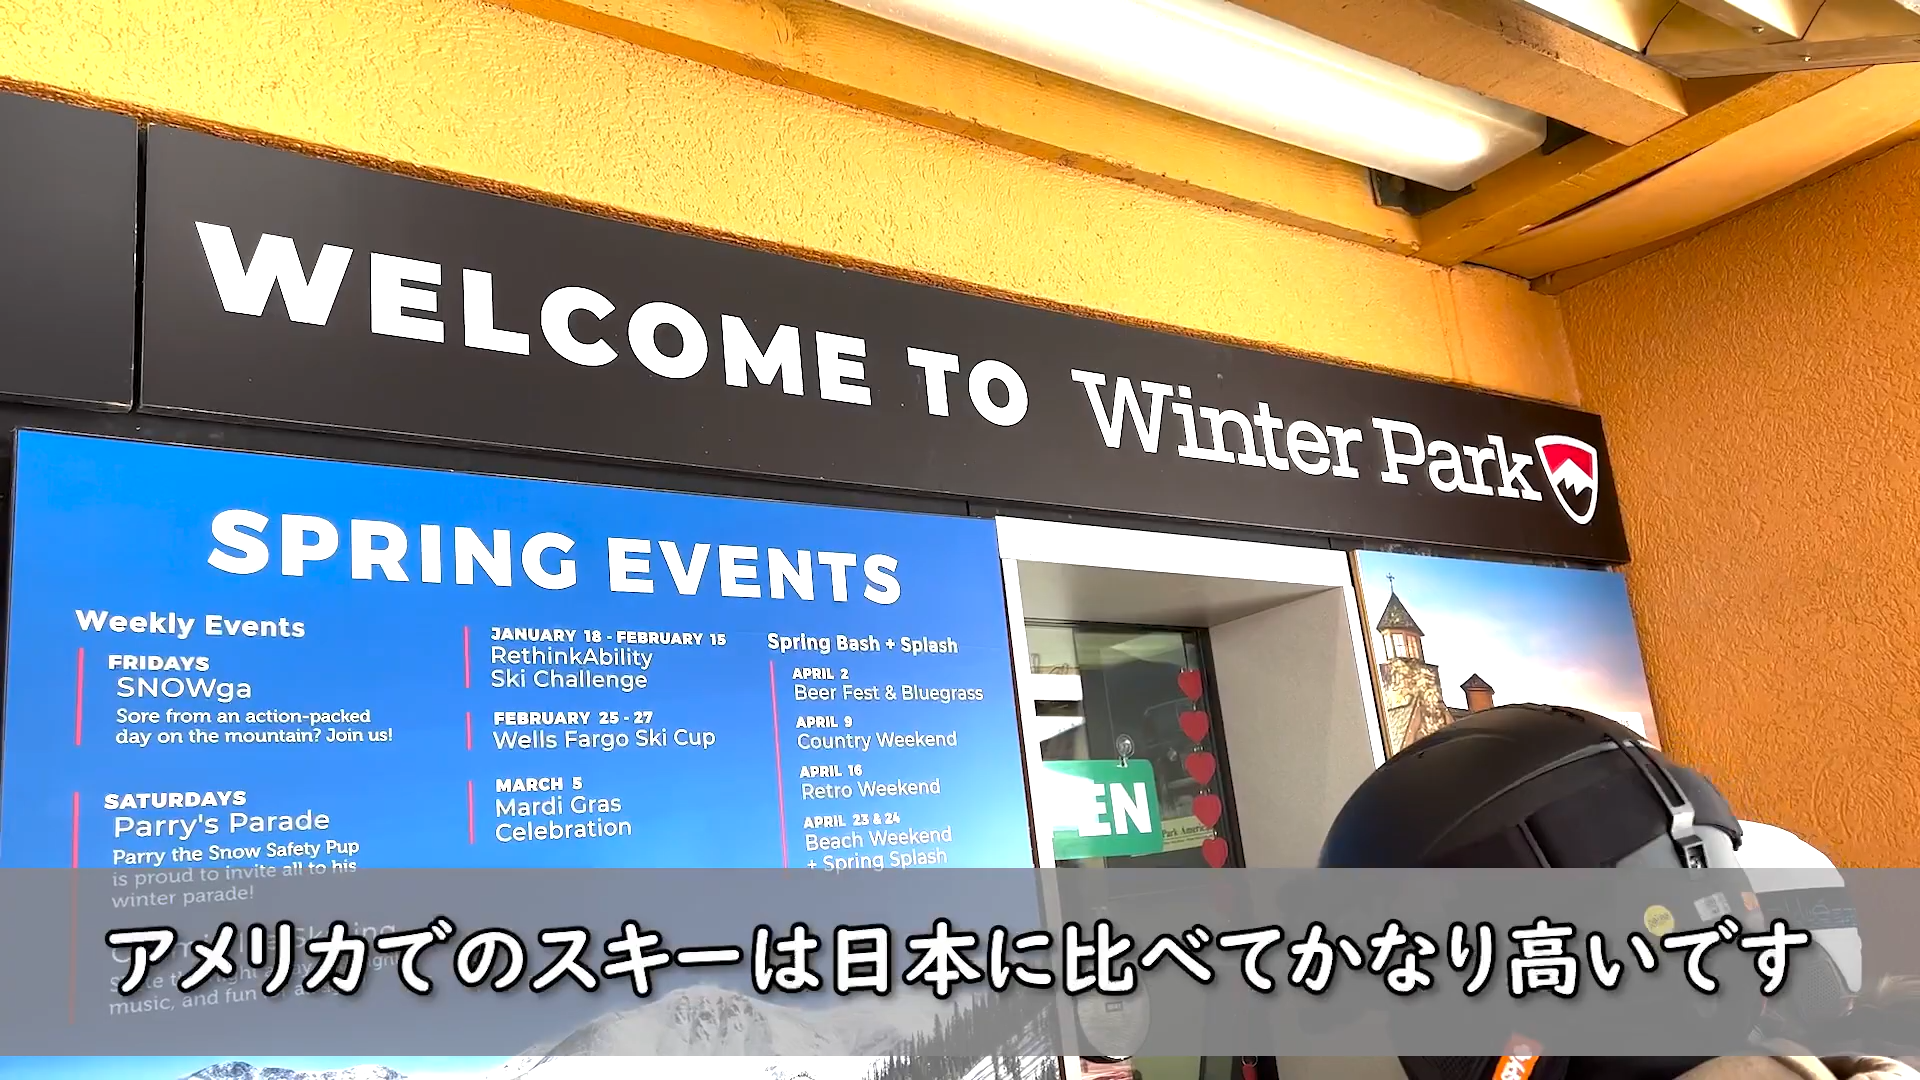 WELCOME TO Winter Park
SPRING EVENTS
Weekly Events
FRIDAYS
SNOWga
Sore from an action-packed
day on the mountain? Join us!
SATURDAYS
Parry's Parade
Parry the Snow Safety Pup
is proud to invite all to his
winter parade!
music, and fun
JANUARY 18 - FEBRUARY 15
RethinkAbility
Ski Challenge
FEBRUARY 25 - 27
Wells Fargo Ski Cup
MARCH 5
Mardi Gras
Celebration
Spring Bash + Splash
APRIL 2
Beer Fest & Bluegrass
APRIL 9
Country Weekend
APRIL 16
Retro Weekend
APRIL 23 & 24
Beach Weekend
+ Spring Splash
EN
アメリカでのスキーは日本に比べてかなり高いです